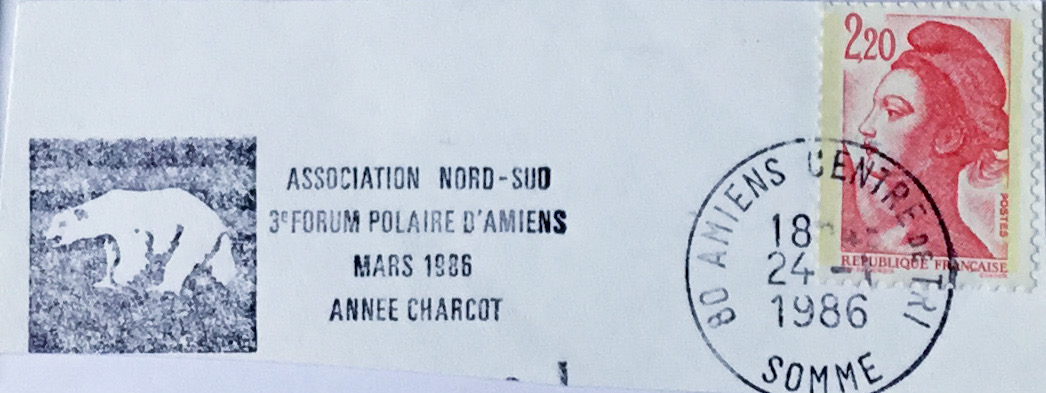 ASSOCIATION NORD-SUD
3e FORUM POLAIRE D'AMIENS
MARS 1986
ANNEE CHARCOT
2,20
POSTES
REPUBLIQUE FRANÇAISE
80 AMIENS CENTRE DE TRI
18
24 -
1986
SOMME